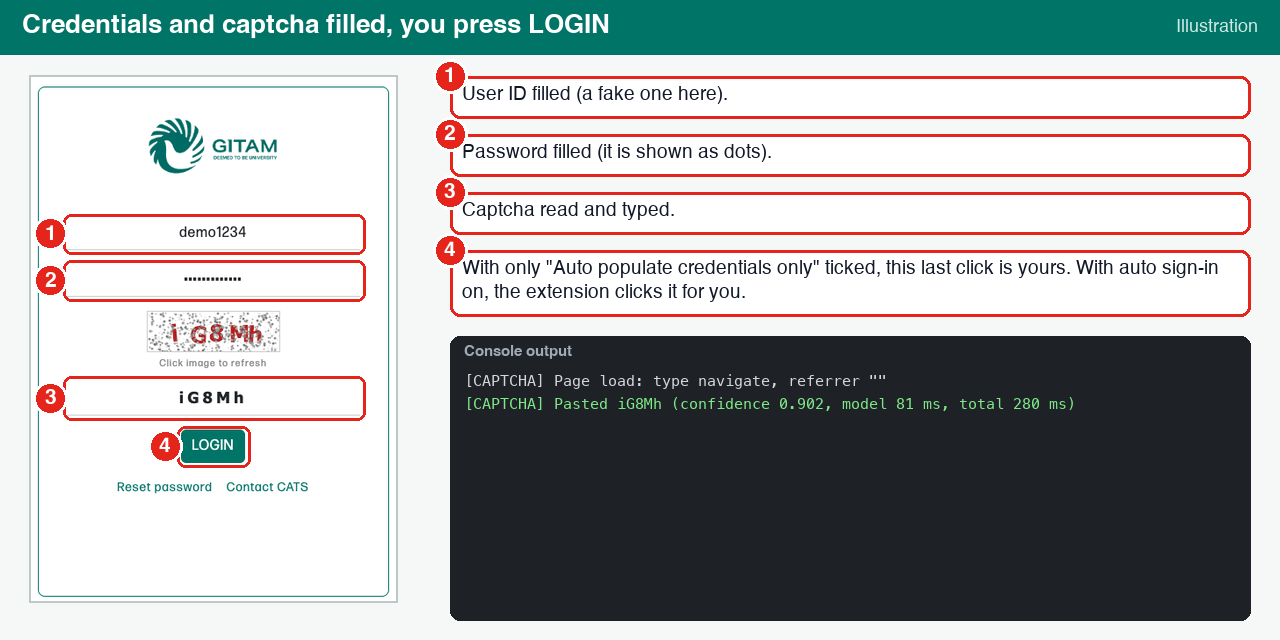 Credentials and captcha filled, you press LOGIN
Illustration
GITAM
DEEMED TO BE UNIVERSITY
1
demo1234
2
•••••••••••••
iG8Mh
Click image to refresh
3
iG8Mh
4
LOGIN
Reset password Contact CATS
1
User ID filled (a fake one here).
2
Password filled (it is shown as dots).
3
Captcha read and typed.
4
With only "Auto populate credentials only" ticked, this last click is yours. With auto sign-in
on, the extension clicks it for you.
Console output
[CAPTCHA] Page load: type navigate, referrer ""
[CAPTCHA] Pasted iG8Mh (confidence 0.902, model 81 ms, total 280 ms)